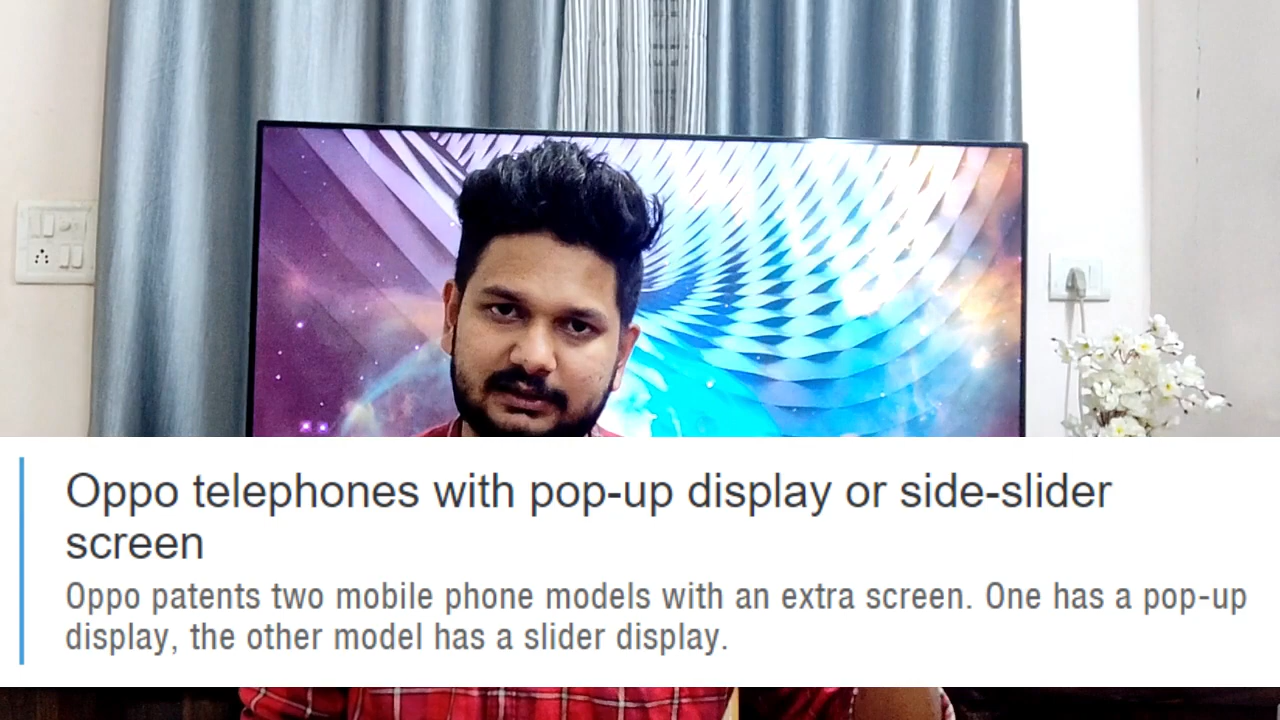 Oppo telephones with pop-up display or side-slider
screen
Oppo patents two mobile phone models with an extra screen. One has a pop-up
display, the other model has a slider display.